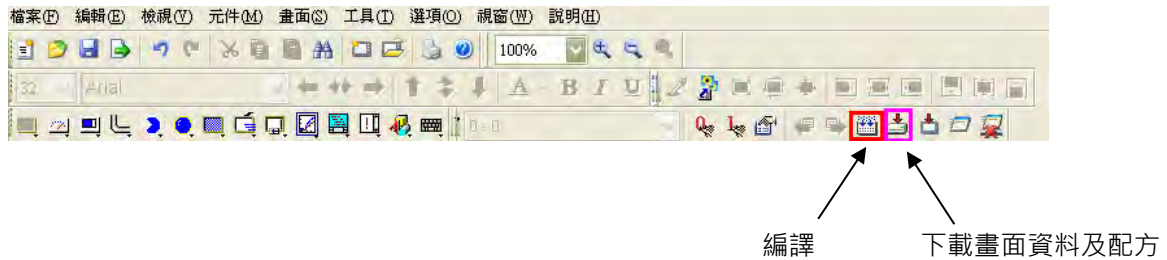 檔案(F) 編輯(E) 檢視(V) 元件(M) 畫面(S) 工具(T) 選項(O) 視窗(W) 說明(H)
100%
32 Arial A B I U
編譯 下載畫面資料及配方